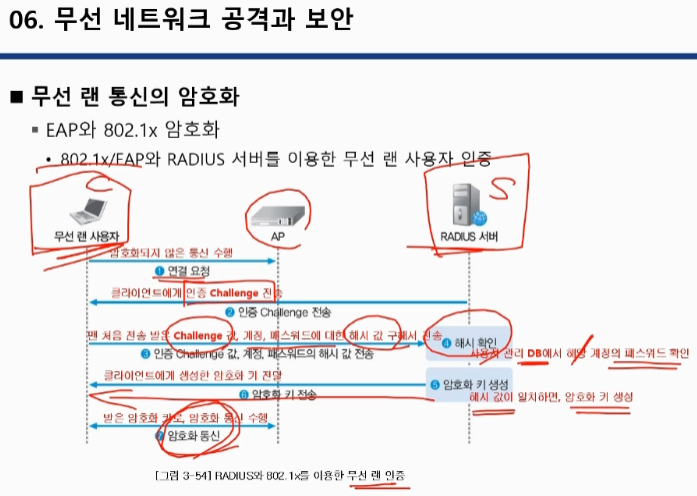 06. 무선 네트워크 공격과 보안
■ 무선 랜 통신의 암호화
▪ EAP와 802.1x 암호화
• 802.1x/EAP와 RADIUS 서버를 이용한 무선 랜 사용자 인증
C
S
무선 랜 사용자
AP
RADIUS 서버
암호화되지 않은 통신 수행
❶ 연결 요청
클라이언트에게 인증 Challenge 전송
❷ 인증 Challenge 전송
맨 처음 전송 받은 Challenge 값, 계정, 패스워드에 대한 해시 값 구해서 전송
❸ 인증 Challenge 값, 계정, 패스워드의 해시 값 전송
❹ 해시 확인
사용자 관리 DB에서 해당 계정의 패스워드 확인
클라이언트에게 생성한 암호화 키 전달
❺ 암호화 키 생성
❻ 암호화 키 전송
해시 값이 일치하면, 암호화 키 생성
받은 암호화 키로, 암호화 통신 수행
❼ 암호화 통신
[그림 3-54] RADIUS와 802.1x를 이용한 무선 랜 인증